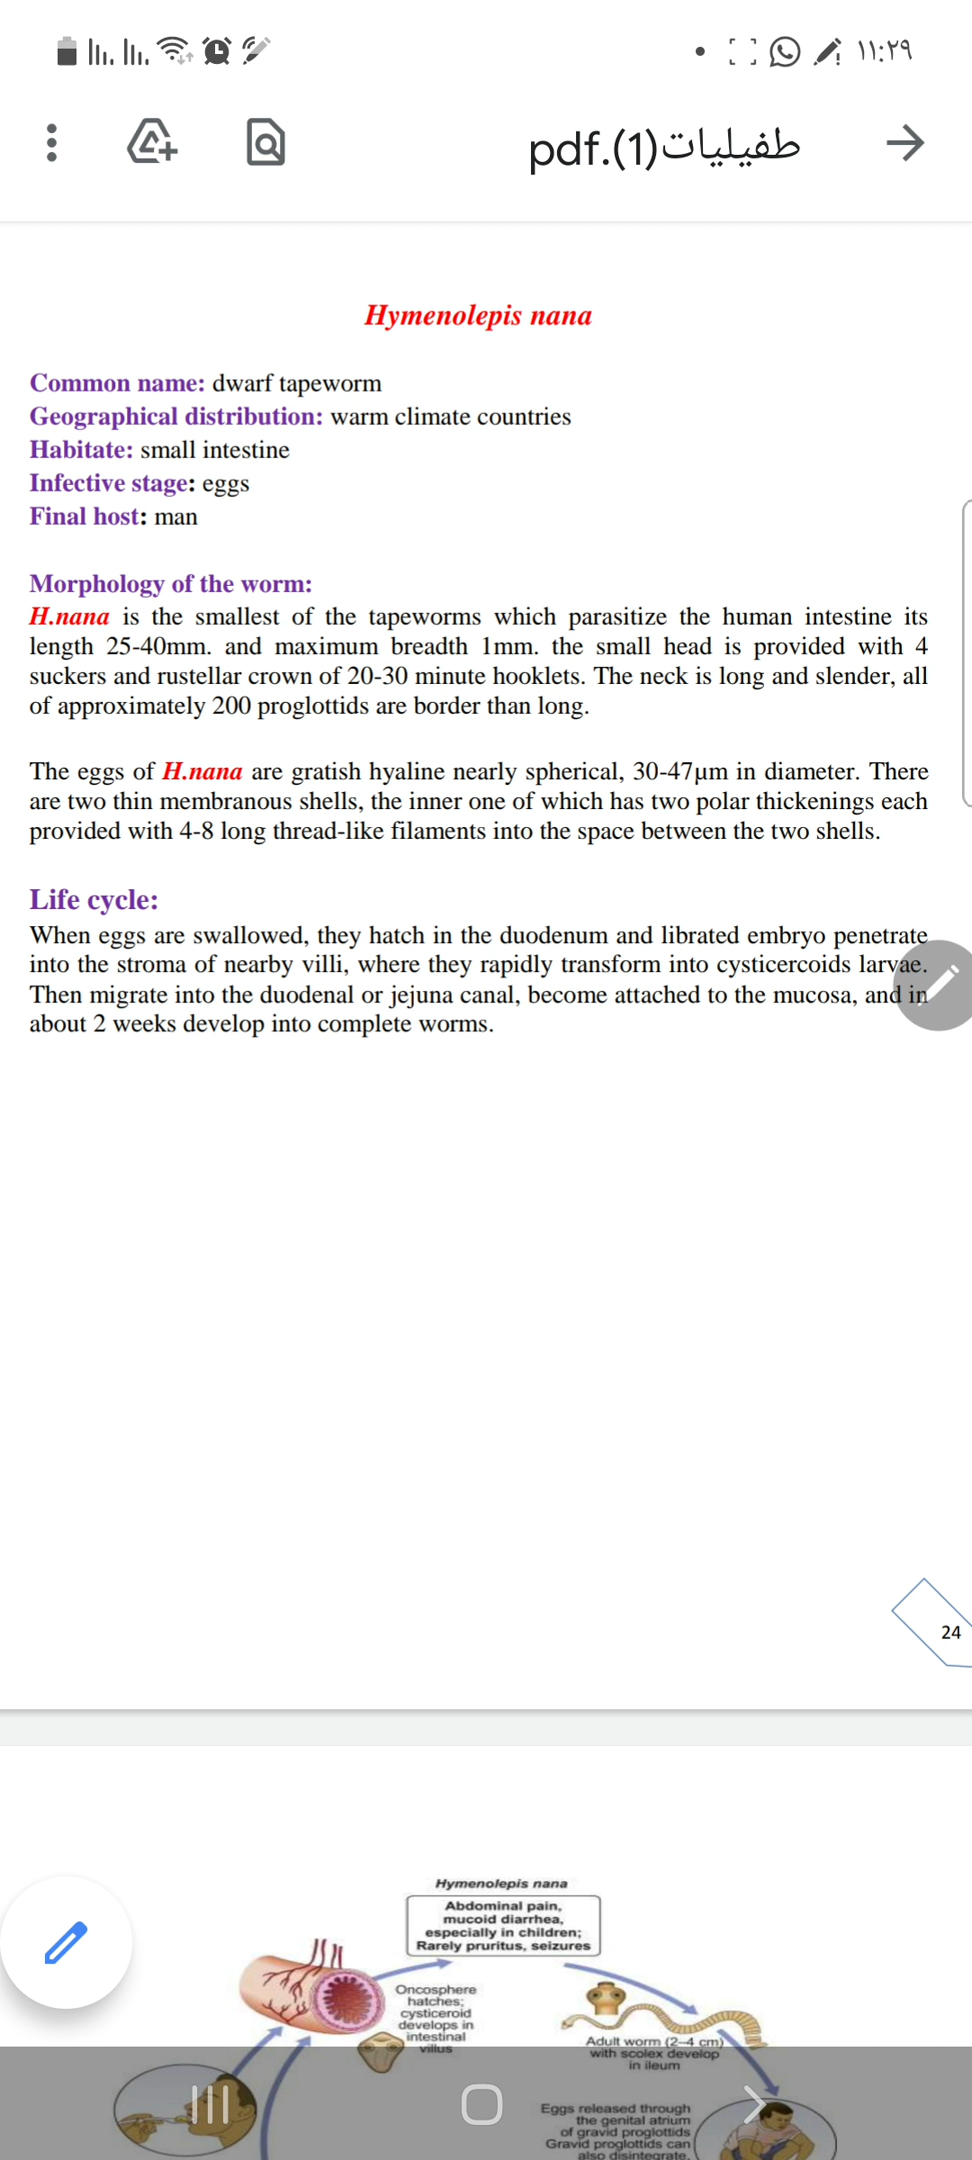 ١١:٢٩
طفيليات(1).pdf
Hymenolepis nana
Common name: dwarf tapeworm
Geographical distribution: warm climate countries
Habitate: small intestine
Infective stage: eggs
Final host: man
Morphology of the worm:
H.nana is the smallest of the tapeworms which parasitize the human intestine its
length 25-40mm. and maximum breadth 1mm. the small head is provided with 4
suckers and rustellar crown of 20-30 minute hooklets. The neck is long and slender, all
of approximately 200 proglottids are border than long.
The eggs of H.nana are gratish hyaline nearly spherical, 30-47µm in diameter. There
are two thin membranous shells, the inner one of which has two polar thickenings each
provided with 4-8 long thread-like filaments into the space between the two shells.
Life cycle:
When eggs are swallowed, they hatch in the duodenum and librated embryo penetrate
into the stroma of nearby villi, where they rapidly transform into cysticercoids larvae.
Then migrate into the duodenal or jejuna canal, become attached to the mucosa, and in
about 2 weeks develop into complete worms.
24
Hymenolepis nana
Abdominal pain,
mucoid diarrhea,
especially in children;
Rarely pruritus, seizures
Oncosphere
hatches;
cysticeroid
develops in
intestinal
villus
Adult worm (2–4 cm)
with scolex develop
in ileum
Eggs released through
the genital atrium
of gravid proglottids
Gravid proglottids can
also disintegrate,